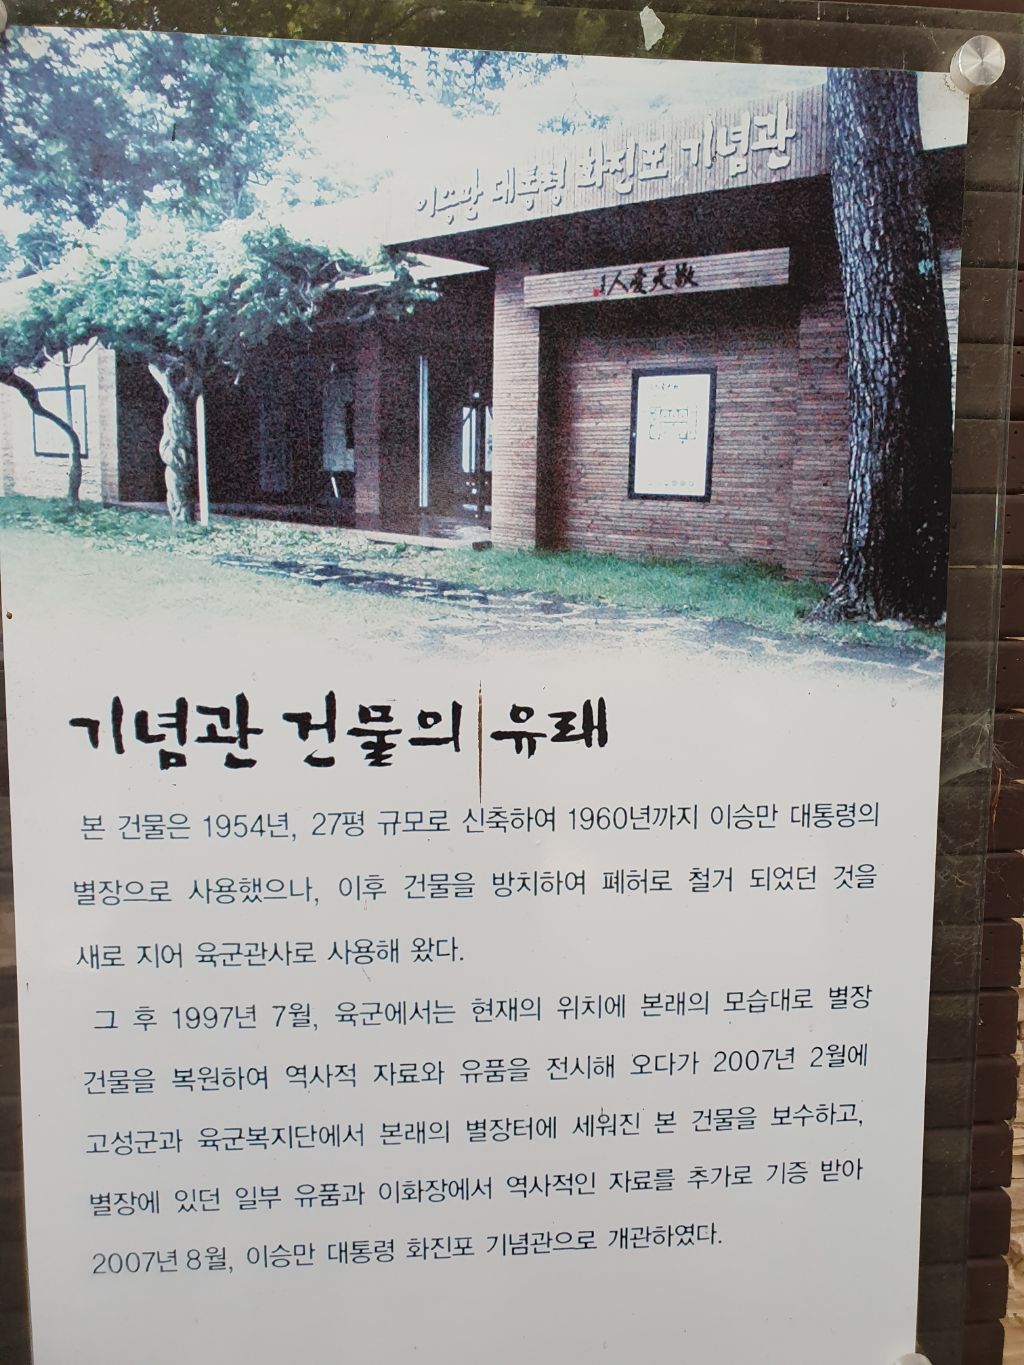 이승만 대통령 화진포 기념관
敬天愛人
기념관 건물의 유래
본 건물은 1954년, 27평 규모로 신축하여 1960년까지 이승만 대통령의
별장으로 사용했으나, 이후 건물을 방치하여 폐허로 철거 되었던 것을
새로 지어 육군관사로 사용해 왔다.
그 후 1997년 7월, 육군에서는 현재의 위치에 본래의 모습대로 별장
건물을 복원하여 역사적 자료와 유품을 전시해 오다가 2007년 2월에
고성군과 육군복지단에서 본래의 별장터에 세워진 본 건물을 보수하고,
별장에 있던 일부 유품과 이화장에서 역사적인 자료를 추가로 기증 받아
2007년 8월, 이승만 대통령 화진포 기념관으로 개관하였다.